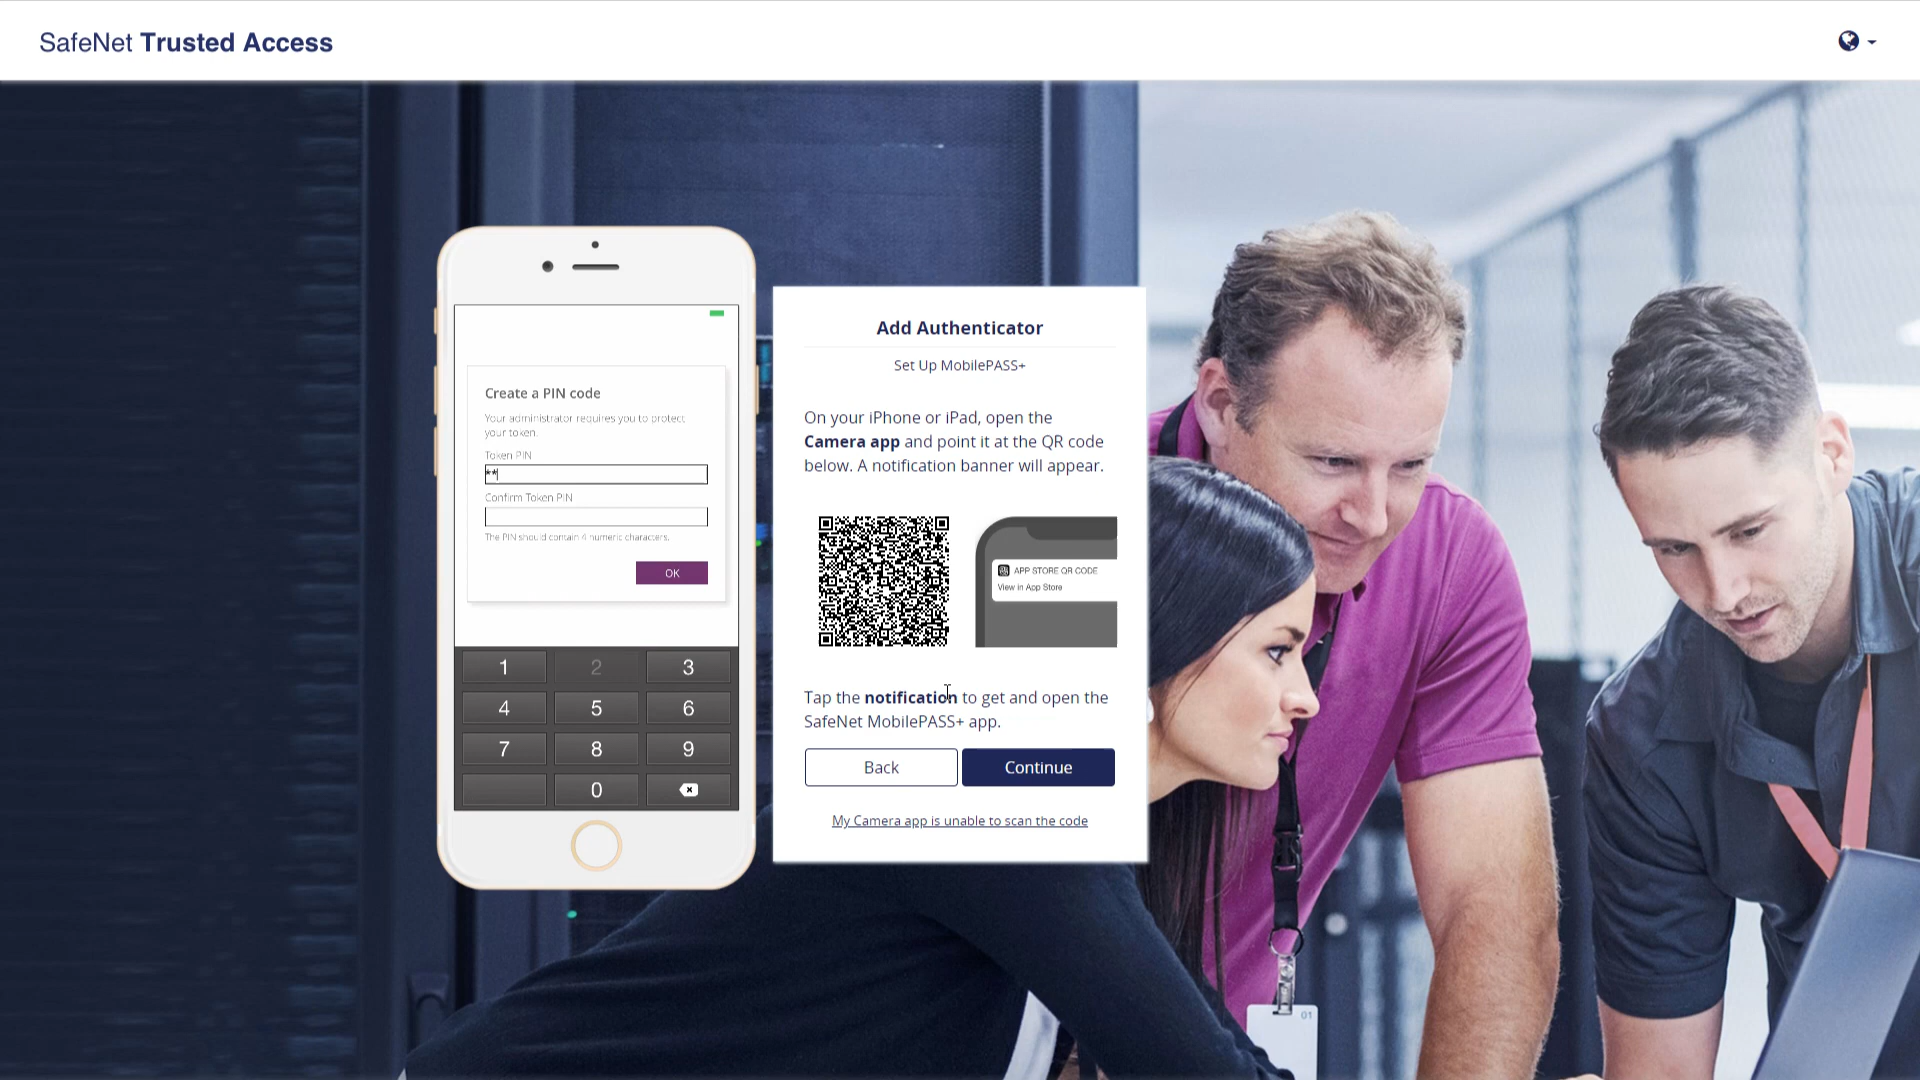 SafeNet Trusted Access
Create a PIN code
Your administrator requires you to protect
your token.
Token PIN
**
Confirm Token PIN
The PIN should contain 4 numeric characters.
OK
1 2 3
4 5 6
7 8 9
0
Add Authenticator
Set Up MobilePASS+
On your iPhone or iPad, open the
Camera app and point it at the QR code
below. A notification banner will appear.
APP STORE QR CODE
View in App Store
Tap the notification to get and open the
SafeNet MobilePASS+ app.
Back
Continue
My Camera app is unable to scan the code
01